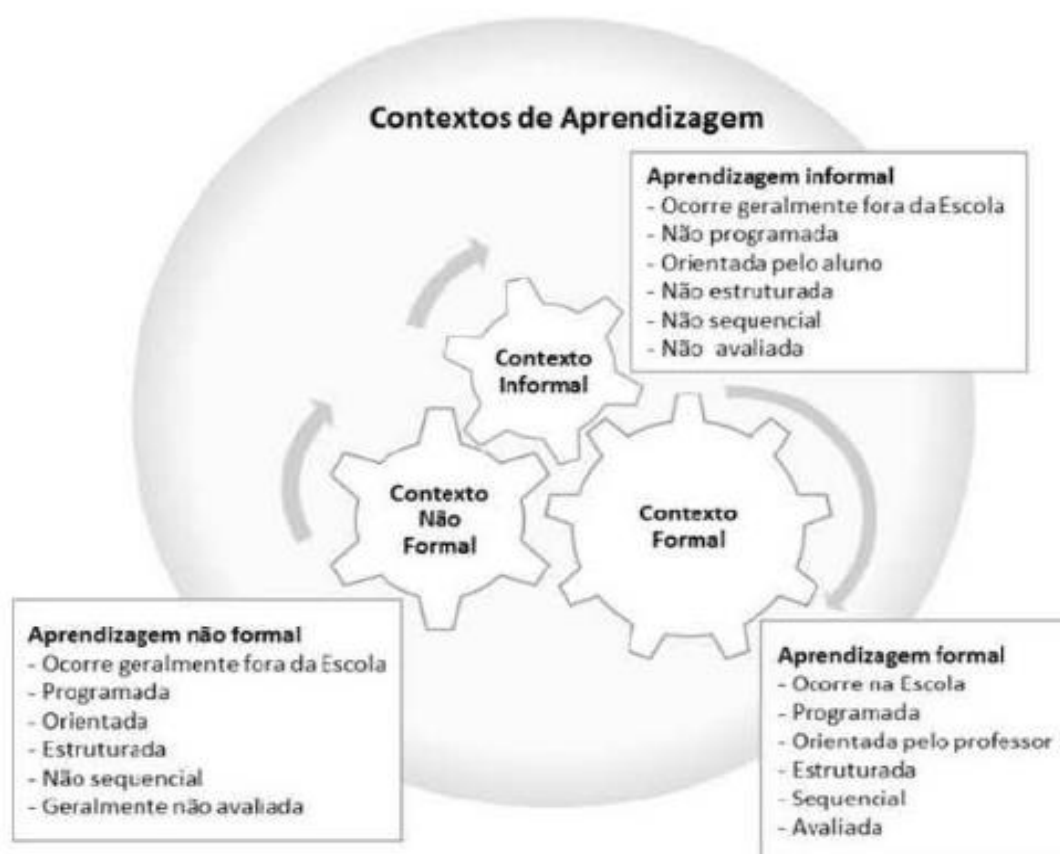 Contextos de Aprendizagem
Aprendizagem informal
- Ocorre geralmente fora da Escola
- Não programada
- Orientada pelo aluno
- Não estruturada
- Não sequencial
- Não avaliada
Contexto
Informal
Contexto
Não
Formal
Contexto
Formal
Aprendizagem não formal
- Ocorre geralmente fora da Escola
- Programada
- Orientada
- Estruturada
- Não sequencial
- Geralmente não avaliada
Aprendizagem formal
- Ocorre na Escola
- Programada
- Orientada pelo professor
- Estruturada
- Sequencial
- Avaliada